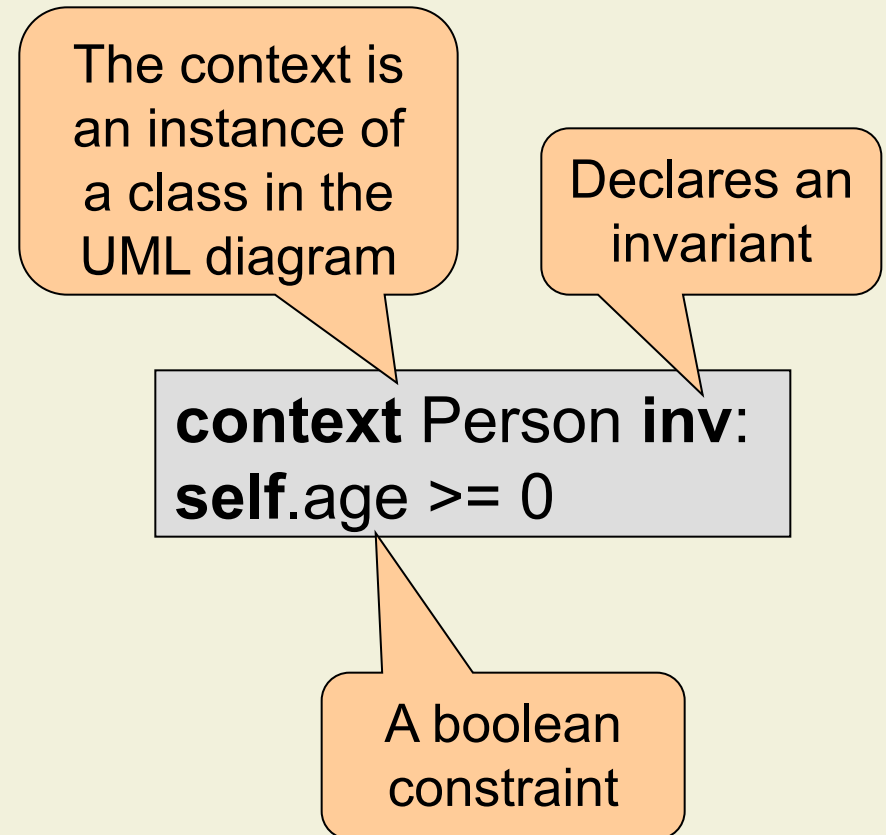 The context is
an instance of
a class in the
UML diagram
Declares an
invariant
context Person inv:
self.age >= 0
A boolean
constraint